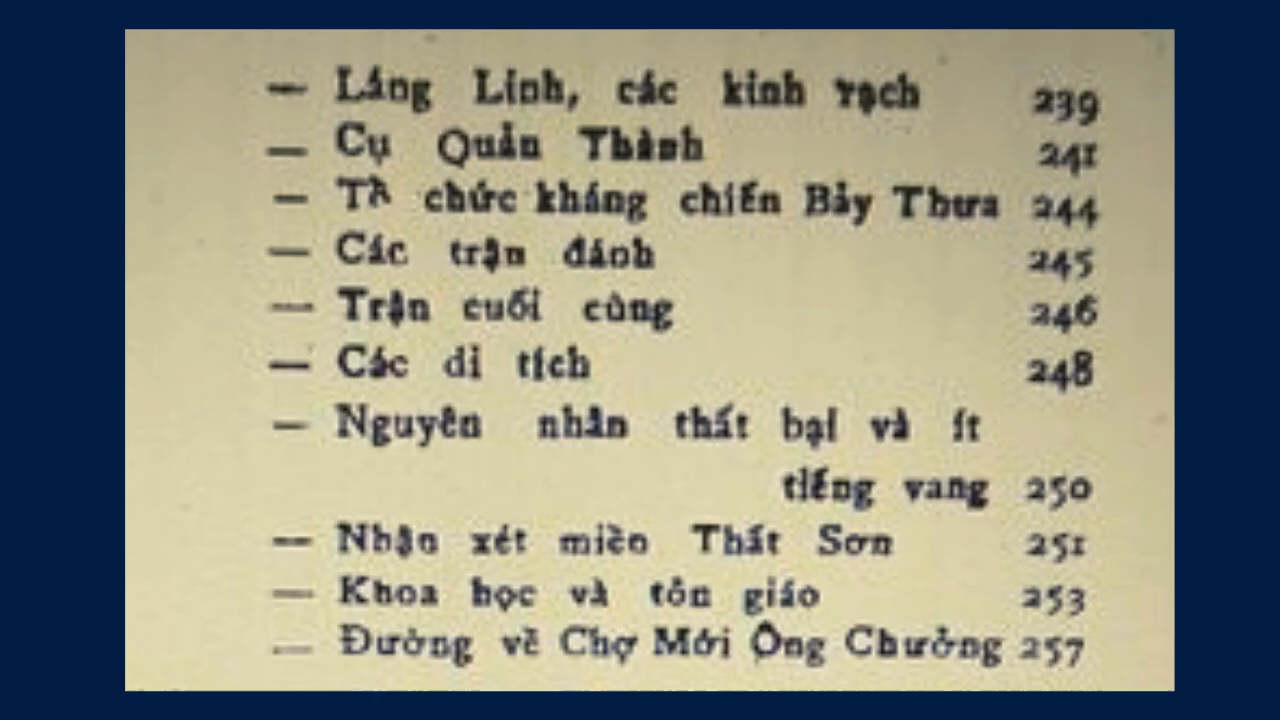 — Láng Linh, các kinh rạch 239
— Cụ Quản Thành 241
— Tổ chức kháng chiến Bảy Thưa 244
— Các trận đánh 245
— Trận cuối cùng 246
— Các di tích 248
— Nguyên nhân thất bại và ít
tiếng vang 250
— Nhận xét miền Thất Sơn 251
— Khoa học và tôn giáo 253
— Đường về Chợ Mới Ông Chưởng 257